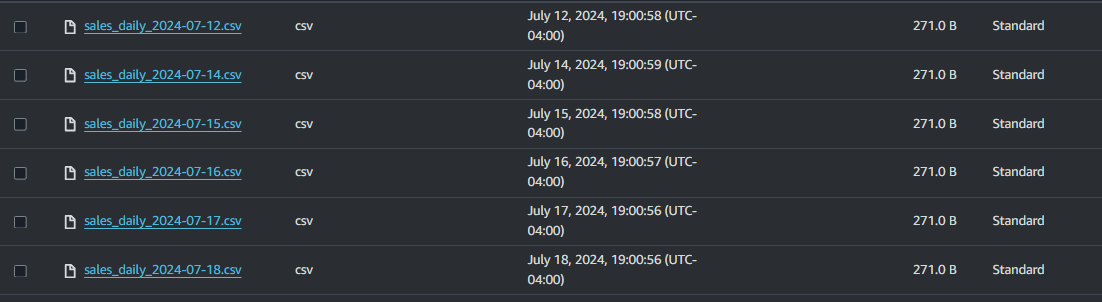 sales_daily_2024-07-12.csv csv July 12, 2024, 19:00:58 (UTC-
04:00) 271.0 B Standard
sales_daily_2024-07-14.csv csv July 14, 2024, 19:00:59 (UTC-
04:00) 271.0 B Standard
sales_daily_2024-07-15.csv csv July 15, 2024, 19:00:58 (UTC-
04:00) 271.0 B Standard
sales_daily_2024-07-16.csv csv July 16, 2024, 19:00:57 (UTC-
04:00) 271.0 B Standard
sales_daily_2024-07-17.csv csv July 17, 2024, 19:00:56 (UTC-
04:00) 271.0 B Standard
sales_daily_2024-07-18.csv csv July 18, 2024, 19:00:56 (UTC-
04:00) 271.0 B Standard